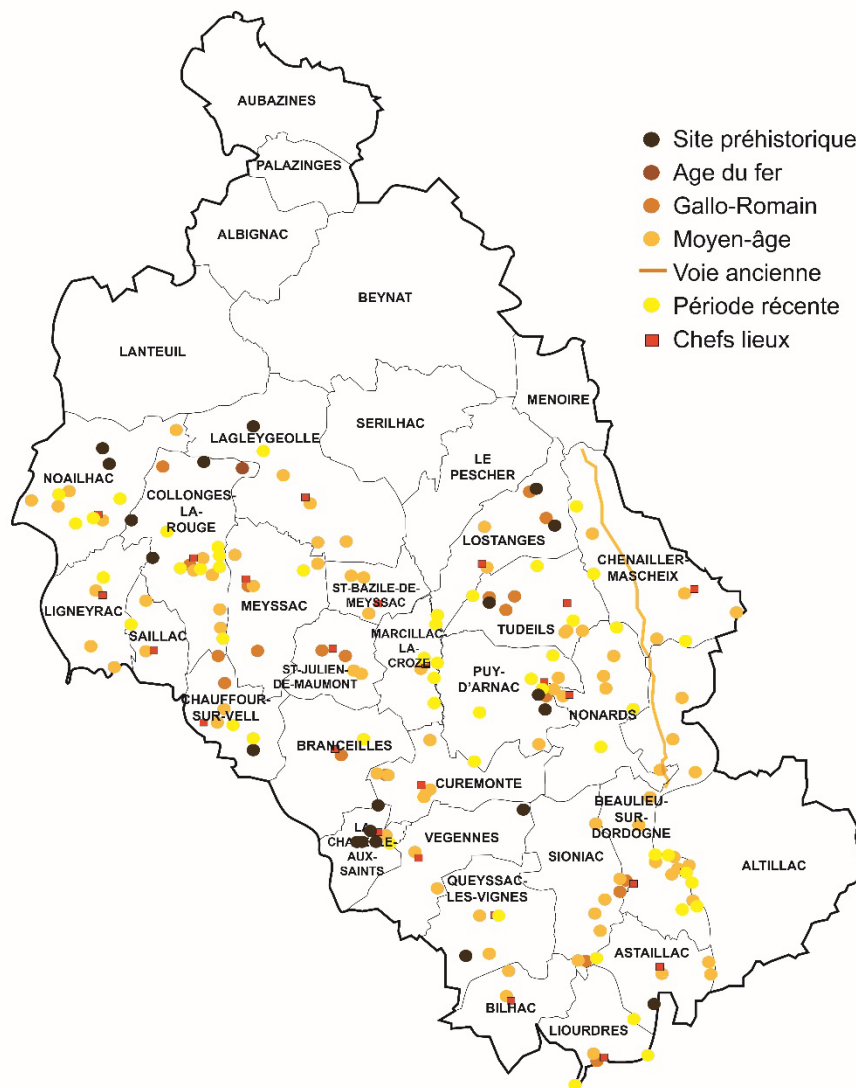 AUBAZINES
PALAZINGES
ALBIGNAC
BEYNAT
LANTEUIL
Site préhistorique
Age du fer
Gallo-Romain
Moyen-âge
Voie ancienne
Période récente
Chefs lieux
MENOIRE
SERILHAC
LAGLEYGEOLLE
LE
PESCHER
NOAILHAC
COLLONGES-
LA-
ROUGE
LOSTANGES
CHENAILLER-
MASCHEIX
LIGNEYRAC
SAILLAC
MEYSSAC
ST-BAZILE-DE-
MEYSSAC
TUDEILS
MARCILLAC
LA-
CROZE
ST-JULIEN-
DE-MAUMONT
PUY-
D'ARNAC
NONARDS
CHAUFFOUR-
SUR-VELL
BRANCEILLES
CUREMONTE
BEAULIEU-
SUR-
DORDOGNE
LA
AUX-
SAINTS
VEGENNES
SIONIAC
ALTILLAC
QUEYSSAC-
LES-VIGNES
ASTAILLAC
BILHAC
LIOURDRES